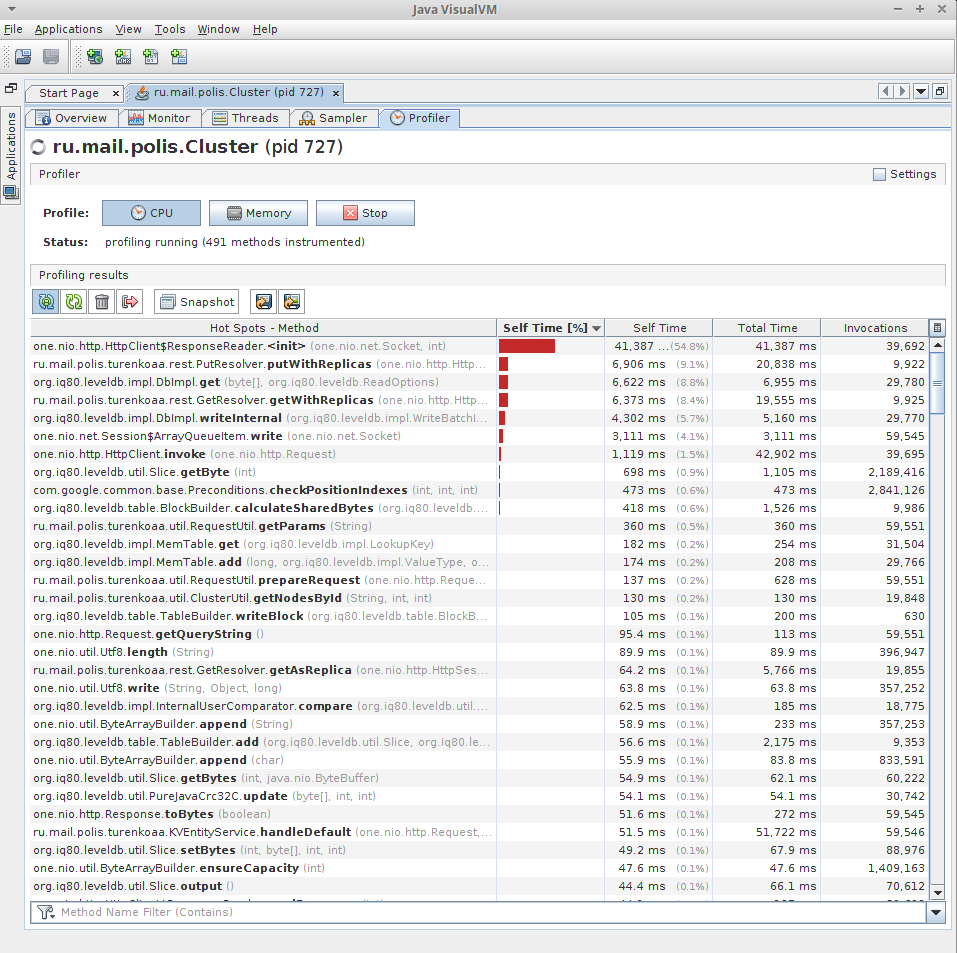 Java VisualVM
File Applications View Tools Window Help
Start Page ru.mail.polis.Cluster (pid 727)
Applications
Overview Monitor Threads Sampler Profiler
ru.mail.polis.Cluster (pid 727)
Profiler Settings
Profile: CPU Memory Stop
Status: profiling running (491 methods instrumented)
Profiling results
Snapshot
Hot Spots - Method Self Time [%] Self Time Total Time Invocations
one.nio.http.HttpClient$ResponseReader.<init> (one.nio.net.Socket, int) 41,387 ...(54.8%) 41,387 ms 39,692
ru.mail.polis.turenkoaa.rest.PutResolver.putWithReplicas (one.nio.http.Http... 6,906 ms (9.1%) 20,838 ms 9,922
org.iq80.leveldb.impl.DbImpl.get (byte[], org.iq80.leveldb.ReadOptions) 6,622 ms (8.8%) 6,955 ms 29,780
ru.mail.polis.turenkoaa.rest.GetResolver.getWithReplicas (one.nio.http.Http... 6,373 ms (8.4%) 19,555 ms 9,925
org.iq80.leveldb.impl.DbImpl.writeInternal (org.iq80.leveldb.impl.WriteBatchI... 4,302 ms (5.7%) 5,160 ms 29,770
one.nio.net.Session$ArrayQueueItem.write (one.nio.net.Socket) 3,111 ms (4.1%) 3,111 ms 59,545
one.nio.http.HttpClient.invoke (one.nio.http.Request) 1,119 ms (1.5%) 42,902 ms 39,695
org.iq80.leveldb.util.Slice.getByte (int) 698 ms (0.9%) 1,105 ms 2,189,416
com.google.common.base.Preconditions.checkPositionIndexes (int, int, int) 473 ms (0.6%) 473 ms 2,841,126
org.iq80.leveldb.table.BlockBuilder.calculateSharedBytes (org.iq80.leveldb.... 418 ms (0.6%) 1,526 ms 9,986
ru.mail.polis.turenkoaa.util.RequestUtil.getParams (String) 360 ms (0.5%) 360 ms 59,551
org.iq80.leveldb.impl.MemTable.get (org.iq80.leveldb.impl.LookupKey) 182 ms (0.2%) 254 ms 31,504
org.iq80.leveldb.impl.MemTable.add (long, org.iq80.leveldb.impl.ValueType, o... 174 ms (0.2%) 208 ms 29,766
ru.mail.polis.turenkoaa.util.RequestUtil.prepareRequest (one.nio.http.Reque... 137 ms (0.2%) 628 ms 59,551
ru.mail.polis.turenkoaa.util.ClusterUtil.getNodesById (String, int, int) 130 ms (0.2%) 130 ms 19,848
org.iq80.leveldb.table.TableBuilder.writeBlock (org.iq80.leveldb.table.BlockB... 105 ms (0.1%) 200 ms 630
one.nio.http.Request.getQueryString () 95.4 ms (0.1%) 113 ms 59,551
one.nio.util.Utf8.length (String) 89.9 ms (0.1%) 89.9 ms 396,947
ru.mail.polis.turenkoaa.rest.GetResolver.getAsReplica (one.nio.http.HttpSes... 64.2 ms (0.1%) 5,766 ms 19,855
one.nio.util.Utf8.write (String, Object, long) 63.8 ms (0.1%) 63.8 ms 357,252
org.iq80.leveldb.impl.InternalUserComparator.compare (org.iq80.leveldb.util.... 62.5 ms (0.1%) 185 ms 18,775
one.nio.util.ByteArrayBuilder.append (String) 58.9 ms (0.1%) 233 ms 357,253
org.iq80.leveldb.table.TableBuilder.add (org.iq80.leveldb.util.Slice, org.iq80.le... 56.6 ms (0.1%) 2,175 ms 9,353
one.nio.util.ByteArrayBuilder.append (char) 55.9 ms (0.1%) 83.8 ms 833,591
org.iq80.leveldb.util.Slice.getBytes (int, java.nio.ByteBuffer) 54.9 ms (0.1%) 62.1 ms 60,222
org.iq80.leveldb.util.PureJavaCrc32C.update (byte[], int, int) 54.1 ms (0.1%) 54.1 ms 30,742
one.nio.http.Response.toBytes (boolean) 51.6 ms (0.1%) 272 ms 59,545
ru.mail.polis.turenkoaa.KVEntityService.handleDefault (one.nio.http.Request,... 51.5 ms (0.1%) 51,722 ms 59,546
org.iq80.leveldb.util.Slice.setBytes (int, byte[], int, int) 49.2 ms (0.1%) 67.9 ms 88,976
one.nio.util.ByteArrayBuilder.ensureCapacity (int) 47.6 ms (0.1%) 47.6 ms 1,409,163
org.iq80.leveldb.util.Slice.output () 44.4 ms (0.1%) 66.1 ms 70,612
Method Name Filter (Contains)